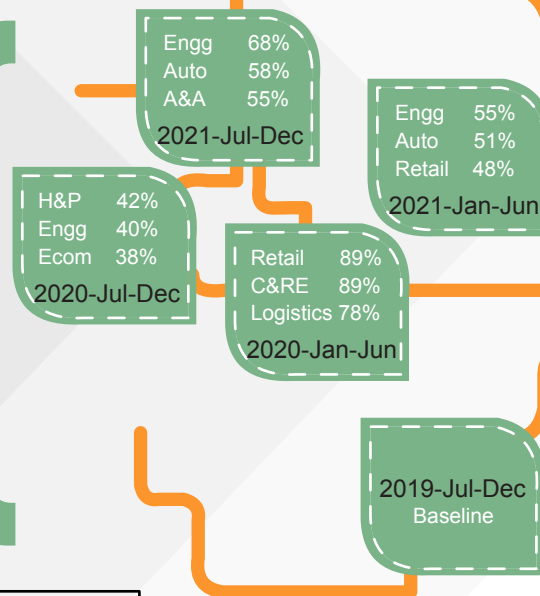 Engg 68%
Auto 58%
A&A 55%
2021-Jul-Dec
Engg 55%
Auto 51%
Retail 48%
2021-Jan-Jun
H&P 42%
Engg 40%
Ecom 38%
2020-Jul-Dec
Retail 89%
C&RE 89%
Logistics 78%
2020-Jan-Jun
2019-Jul-Dec
Baseline